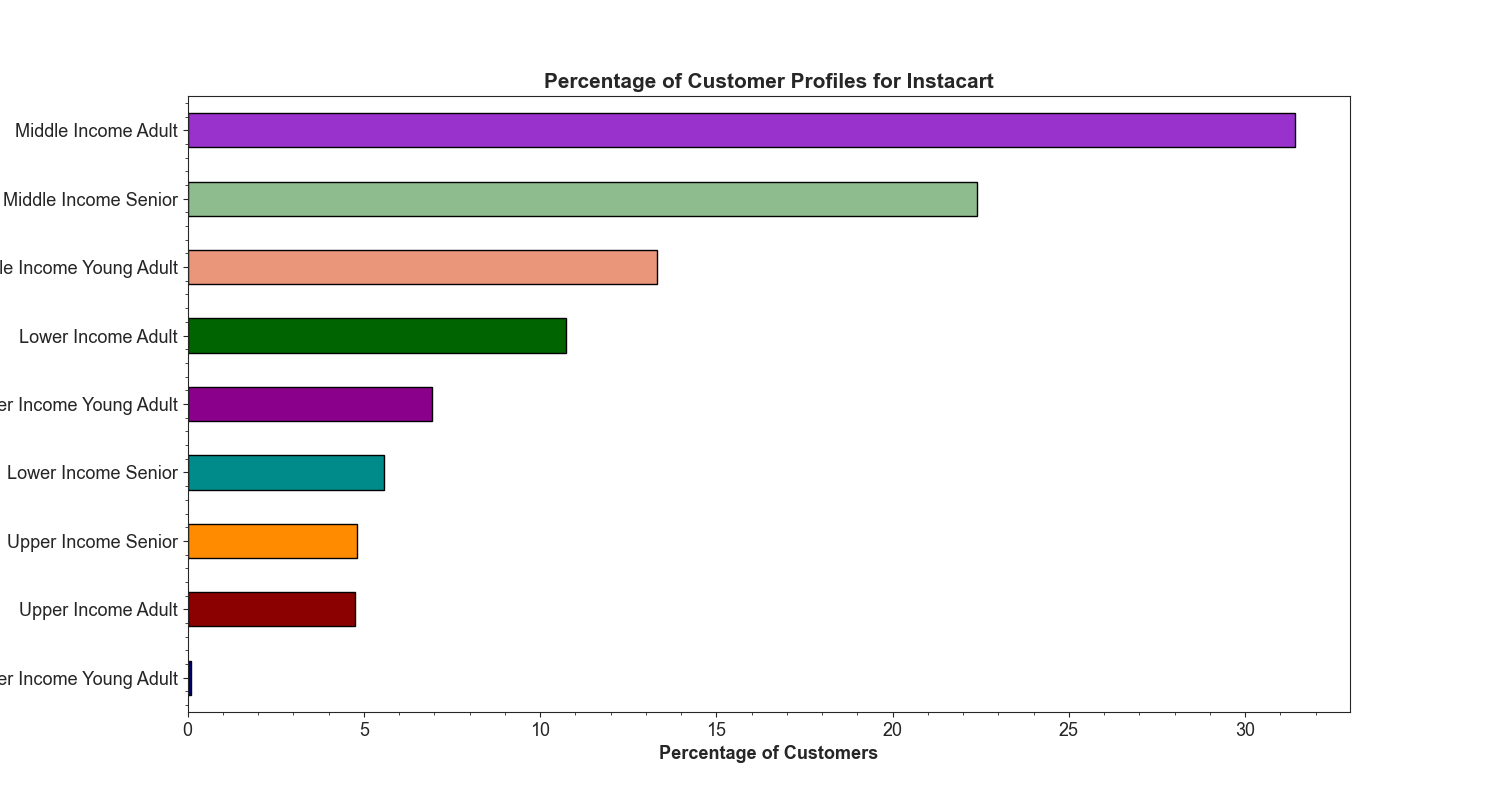 Percentage of Customer Profiles for Instacart
Middle Income Adult
Middle Income Senior
le Income Young Adult
Lower Income Adult
er Income Young Adult
Lower Income Senior
Upper Income Senior
Upper Income Adult
er Income Young Adult
0 5 10 15 20 25 30
Percentage of Customers